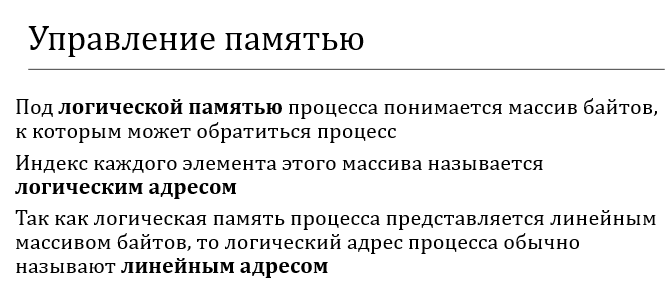 Управление памятью
Под логической памятью процесса понимается массив байтов,
к которым может обратиться процесс
Индекс каждого элемента этого массива называется
логическим адресом
Так как логическая память процесса представляется линейным
массивом байтов, то логический адрес процесса обычно
называют линейным адресом